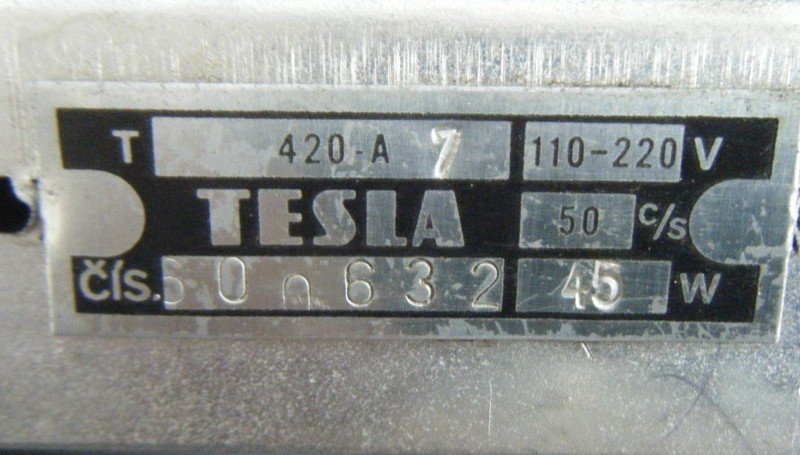 T 420-A 7 110-220 V
TESLA 50 c/s
čís. 632 45 W